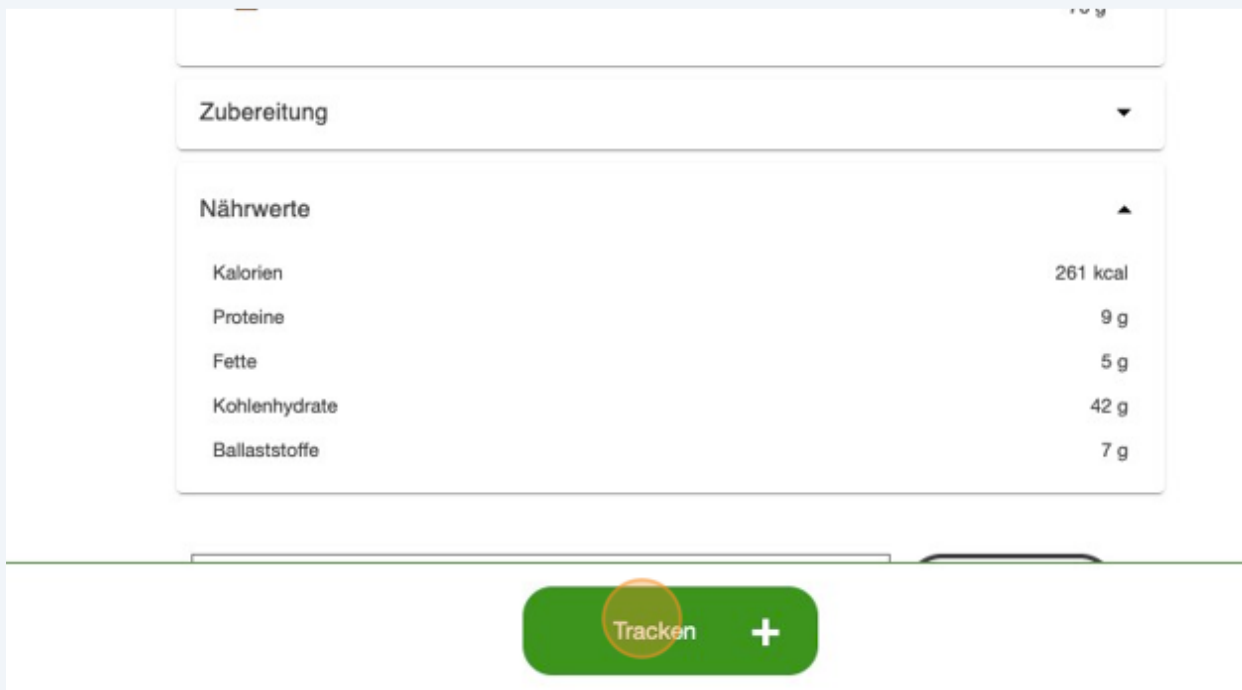 Zubereitung
Nährwerte
Kalorien 261 kcal
Proteine 9 g
Fette 5 g
Kohlenhydrate 42 g
Ballaststoffe 7 g
Tracken +